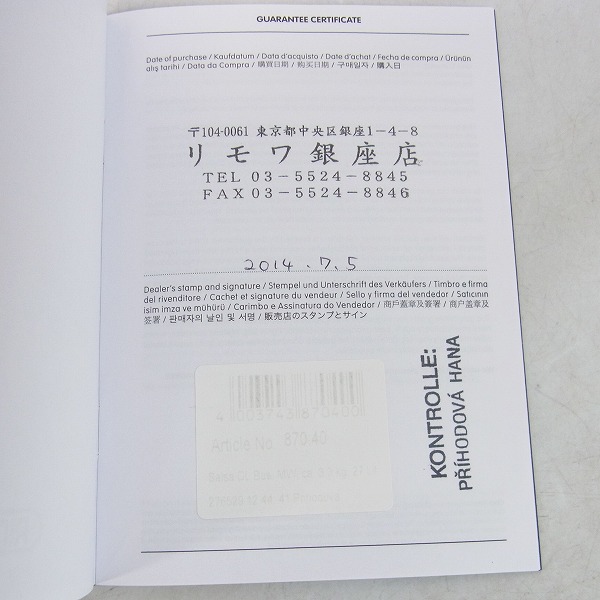 GUARANTEE CERTIFICATE
Date of purchase / Kaufdatum / Data d'acquisto / Date d'achat / Fecha de compra / Ürünün
alış tarihi / Data da Compra / 購買日期 / 购买日期 / 구매일자 / 購入日
〒104-0061 東京都中央区銀座1-4-8
リモワ銀座店
TEL 03-5524-8845
FAX 03-5524-8846
2014.7.5
Dealer's stamp and signature / Stempel und Unterschrift des Verkäufers / Timbro e firma
del rivenditore / Cachet et signature du vendeur / Sello y firma del vendedor / Satıcının
isim imza ve mühürü / Carimbo e Assinatura do Vendedor / 商戶蓋章及簽署 / 商户盖章及
签署 / 판매자의 날인 및 서명 / 販売店のスタンプとサイン
KONTROLLE:
PŘÍHODOVÁ HANA
4 003743 870400
Article No. 870.40